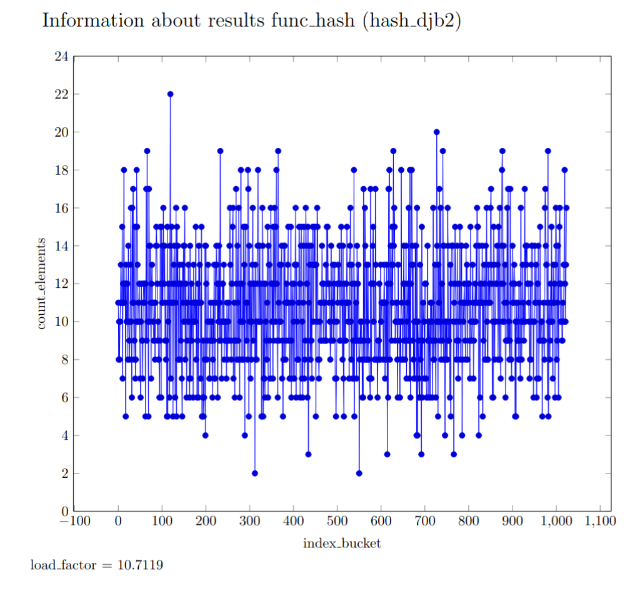 Information about results func_hash (hash_djb2)
24
22
20
18
16
14
12
10
8
6
4
2
0
count_elements
−100 0 100 200 300 400 500 600 700 800 900 1,000 1,100
index_bucket
load_factor = 10.7119